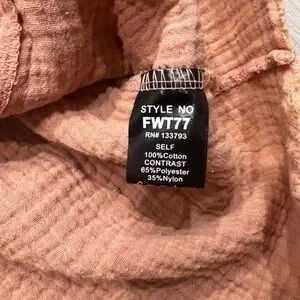 STYLE NO
FWT77
RN# 133793
SELF
100%Cotton
CONTRAST
65%Polyester
35%Nylon